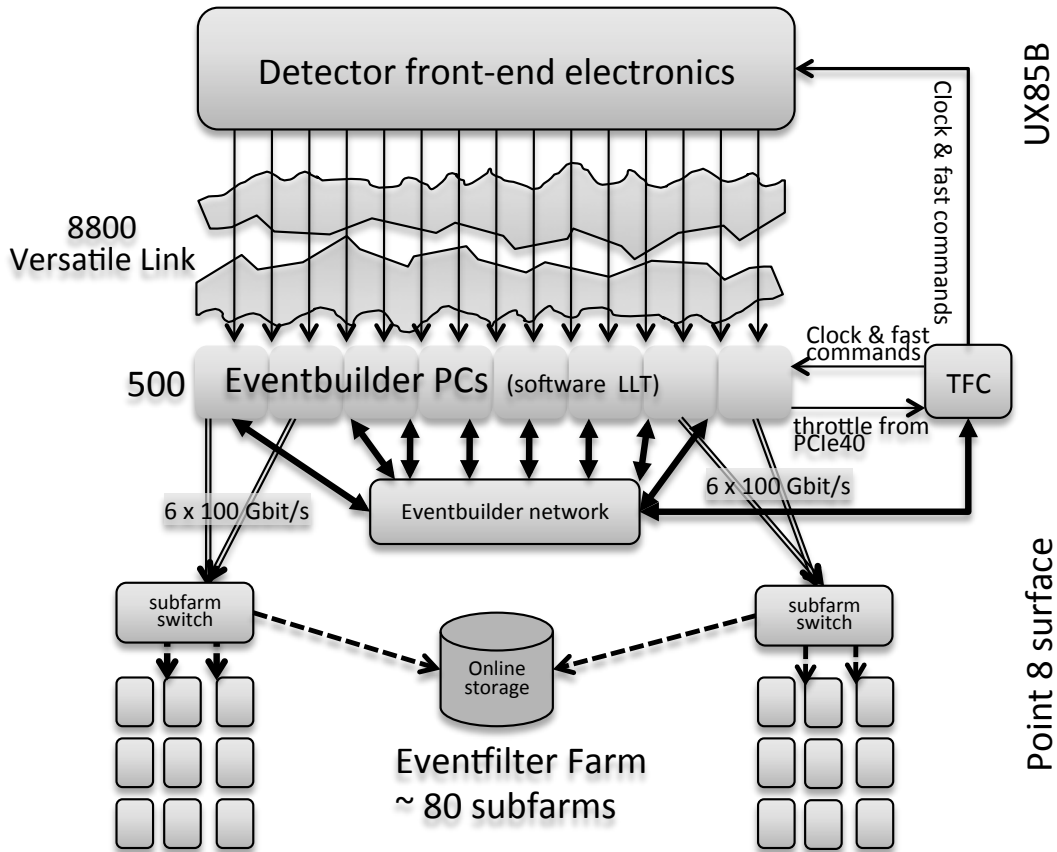 Detector front-end electronics
UX85B
Clock & fast commands
8800
Versatile Link
Clock & fast
commands
500
Eventbuilder PCs (software LLT)
TFC
throttle from
PCIe40
6 x 100 Gbit/s
6 x 100 Gbit/s
Eventbuilder network
Point 8 surface
subfarm
switch
subfarm
switch
Online
storage
Eventfilter Farm
~ 80 subfarms